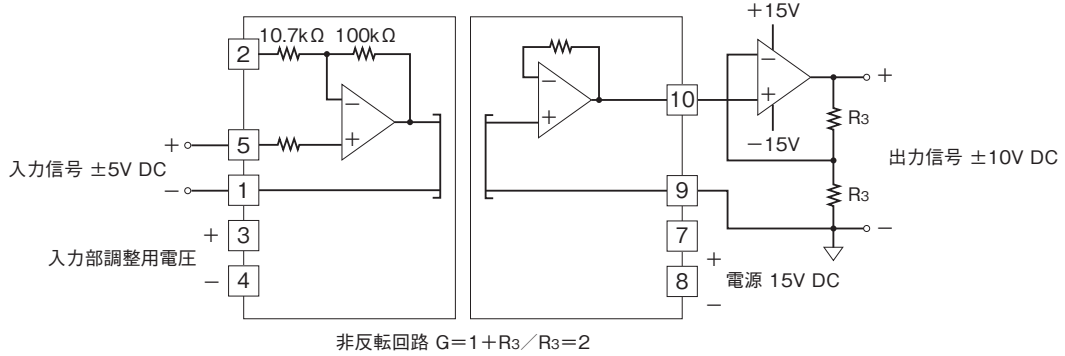 +15V
10.7kΩ 100kΩ
2
−
+
5
+
入力信号 ±5V DC
−
1
+
3
入力部調整用電圧
−
4
−
+
10
9
7
+
8
電源 15V DC
−
−
+
−15V
+
R3
出力信号 ±10V DC
R3
−
非反転回路 G=1+R3/R3=2